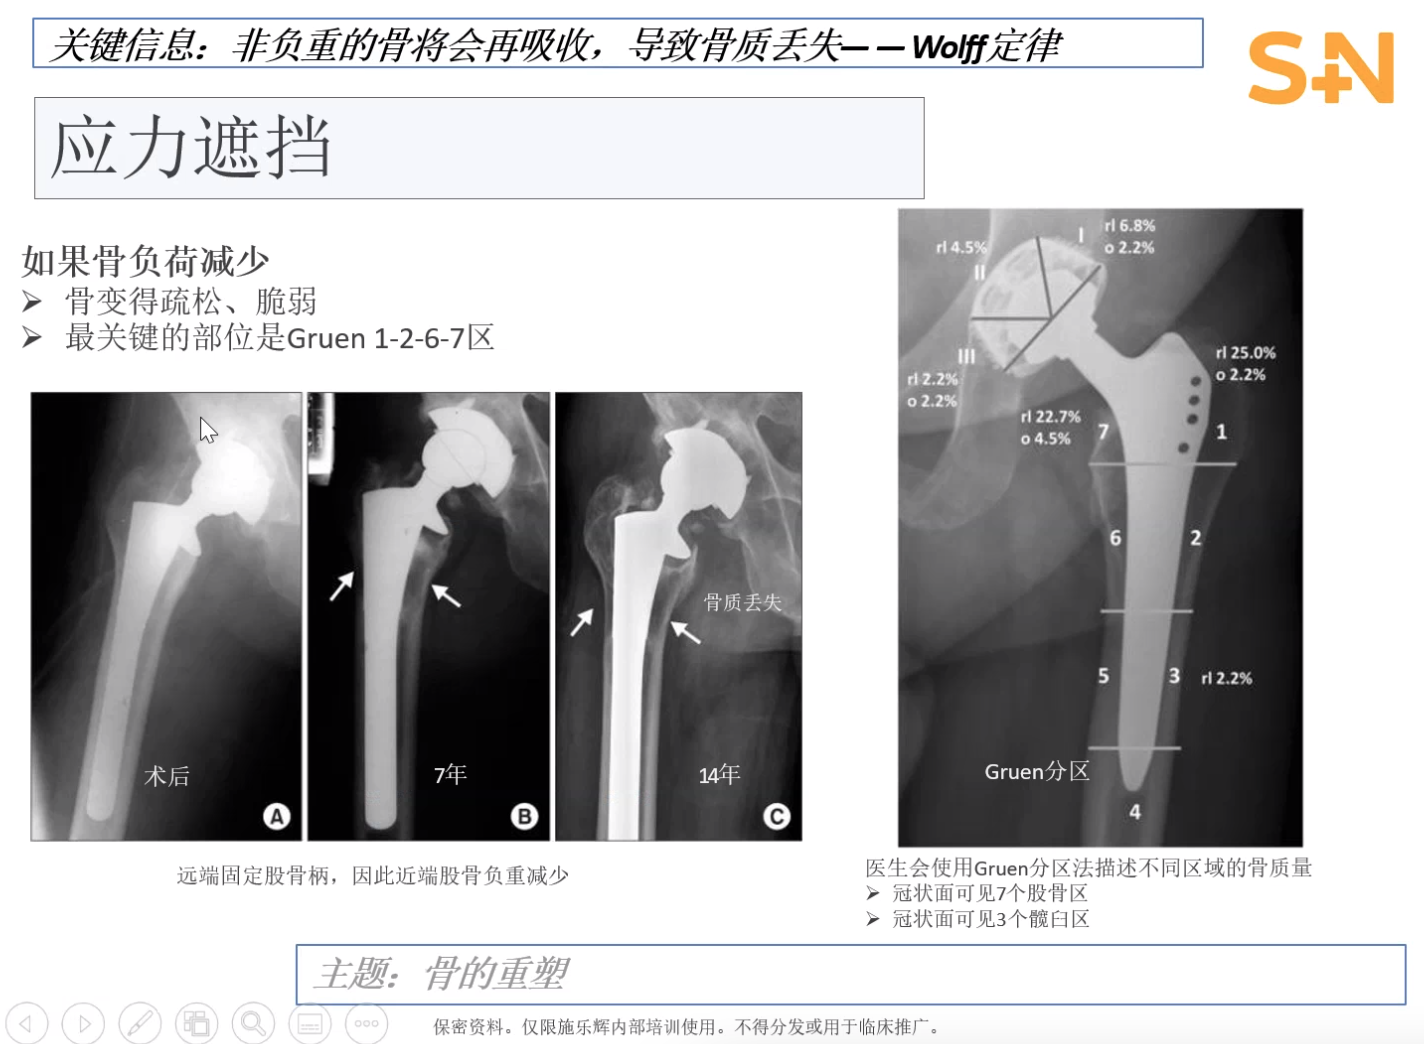 关键信息：非负重的骨将会再吸收，导致骨质丢失— — Wolff定律
S+N
应力遮挡
如果骨负荷减少
➢ 骨变得疏松、脆弱
➢ 最关键的部位是Gruen 1-2-6-7区
术后
A
7年
B
骨质丢失
14年
C
远端固定股骨柄，因此近端股骨负重减少
I
rl 6.8%
o 2.2%
rl 4.5%
II
III
rl 2.2%
o 2.2%
rl 25.0%
o 2.2%
rl 22.7%
o 4.5%
7
1
6
2
5
3
rl 2.2%
Gruen分区
4
医生会使用Gruen分区法描述不同区域的骨质量
➢ 冠状面可见7个股骨区
➢ 冠状面可见3个髋臼区
主题：骨的重塑
保密资料。仅限施乐辉内部培训使用。不得分发或用于临床推广。